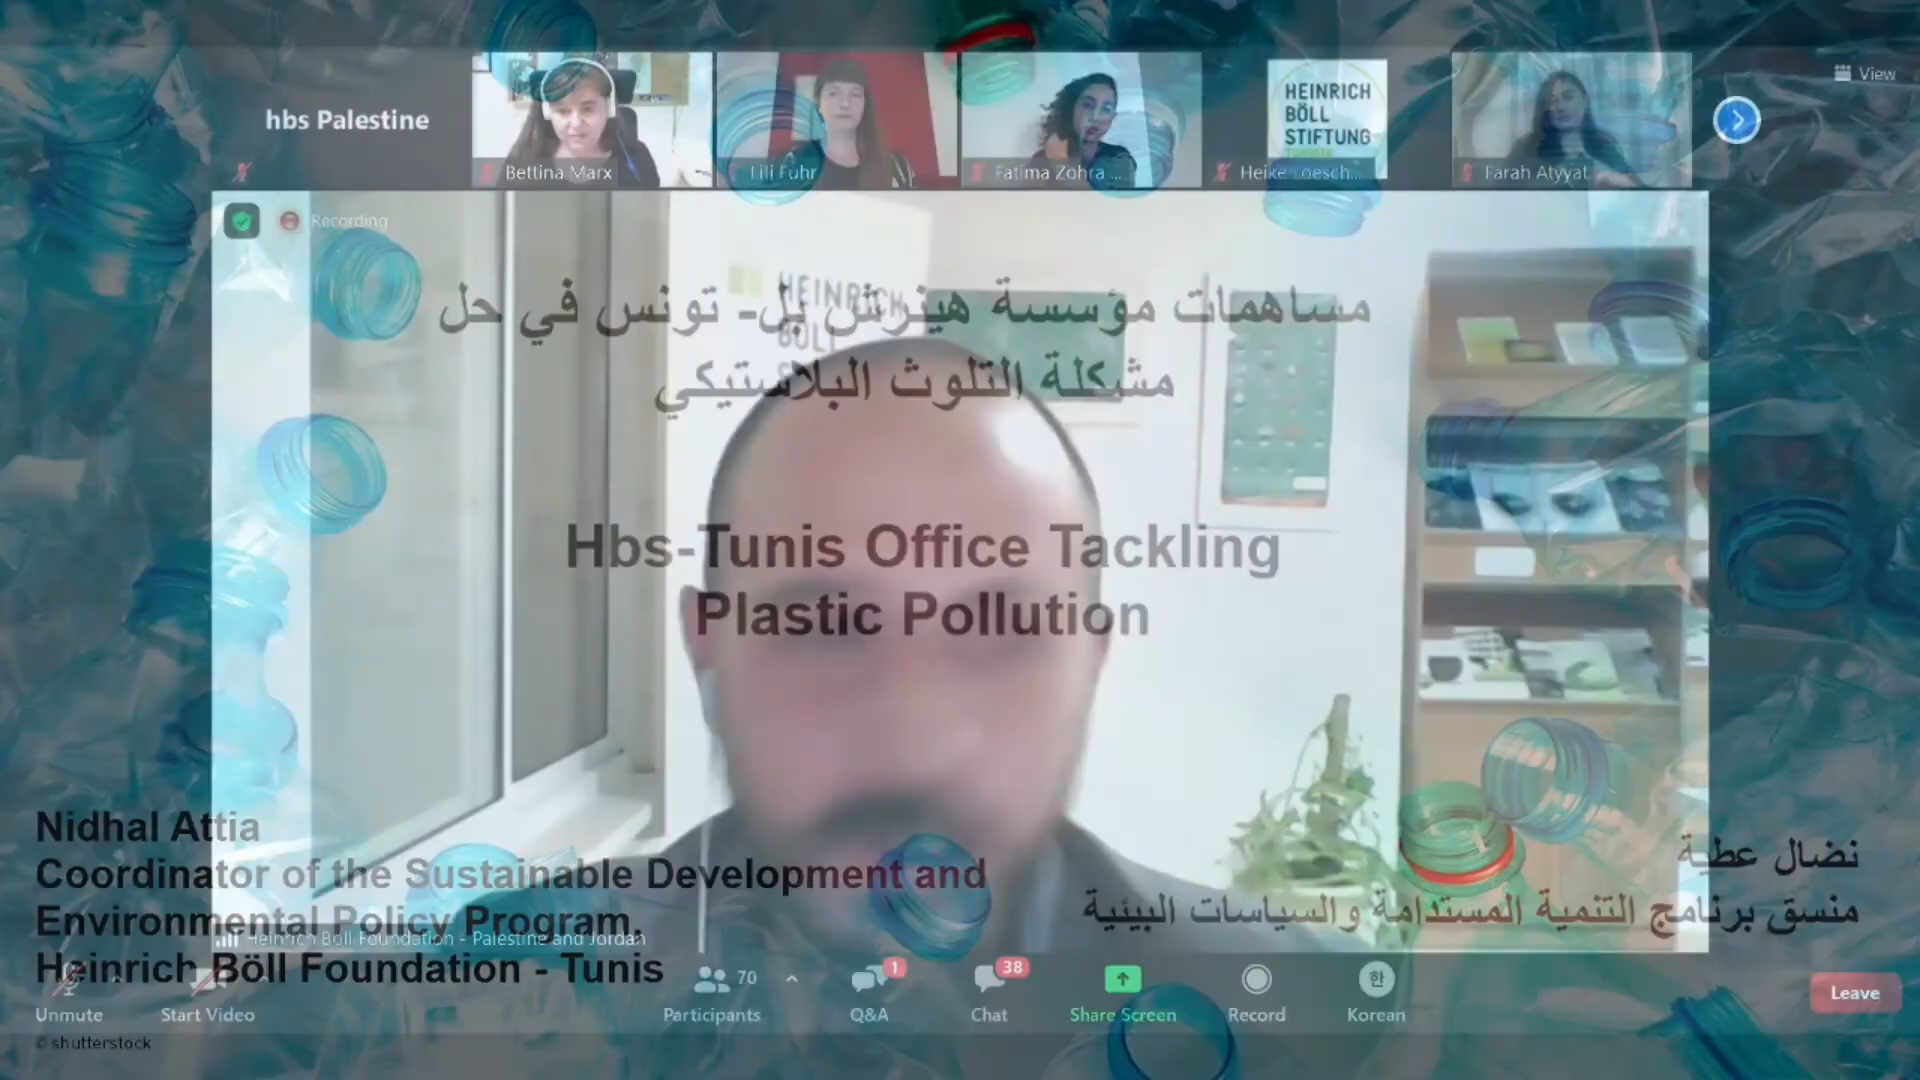 View
hbs Palestine
HEINRICH
BÖLL
STIFTUNG
Tunisia
Bettina Marx
Lili Fuhr
Fatima Zohra ...
Heike Loesch...
Farah Atyyat
Recording
HEINRICH
BÖLL
مساهمات مؤسسة هينرش بل- تونس في حل
مشكلة التلوث البلاستيكي
Hbs-Tunis Office Tackling
Plastic Pollution
Nidhal Attia
Coordinator of the Sustainable Development and
Environmental Policy Program,
Heinrich Böll Foundation - Tunis
نضال عطية
منسق برنامج التنمية المستدامة والسياسات البيئية
Heinrich Böll Foundation - Palestine and Jordan
70
1
38
한
Unmute
Start Video
Participants
Q&A
Chat
Share Screen
Record
Korean
Leave
© shutterstock